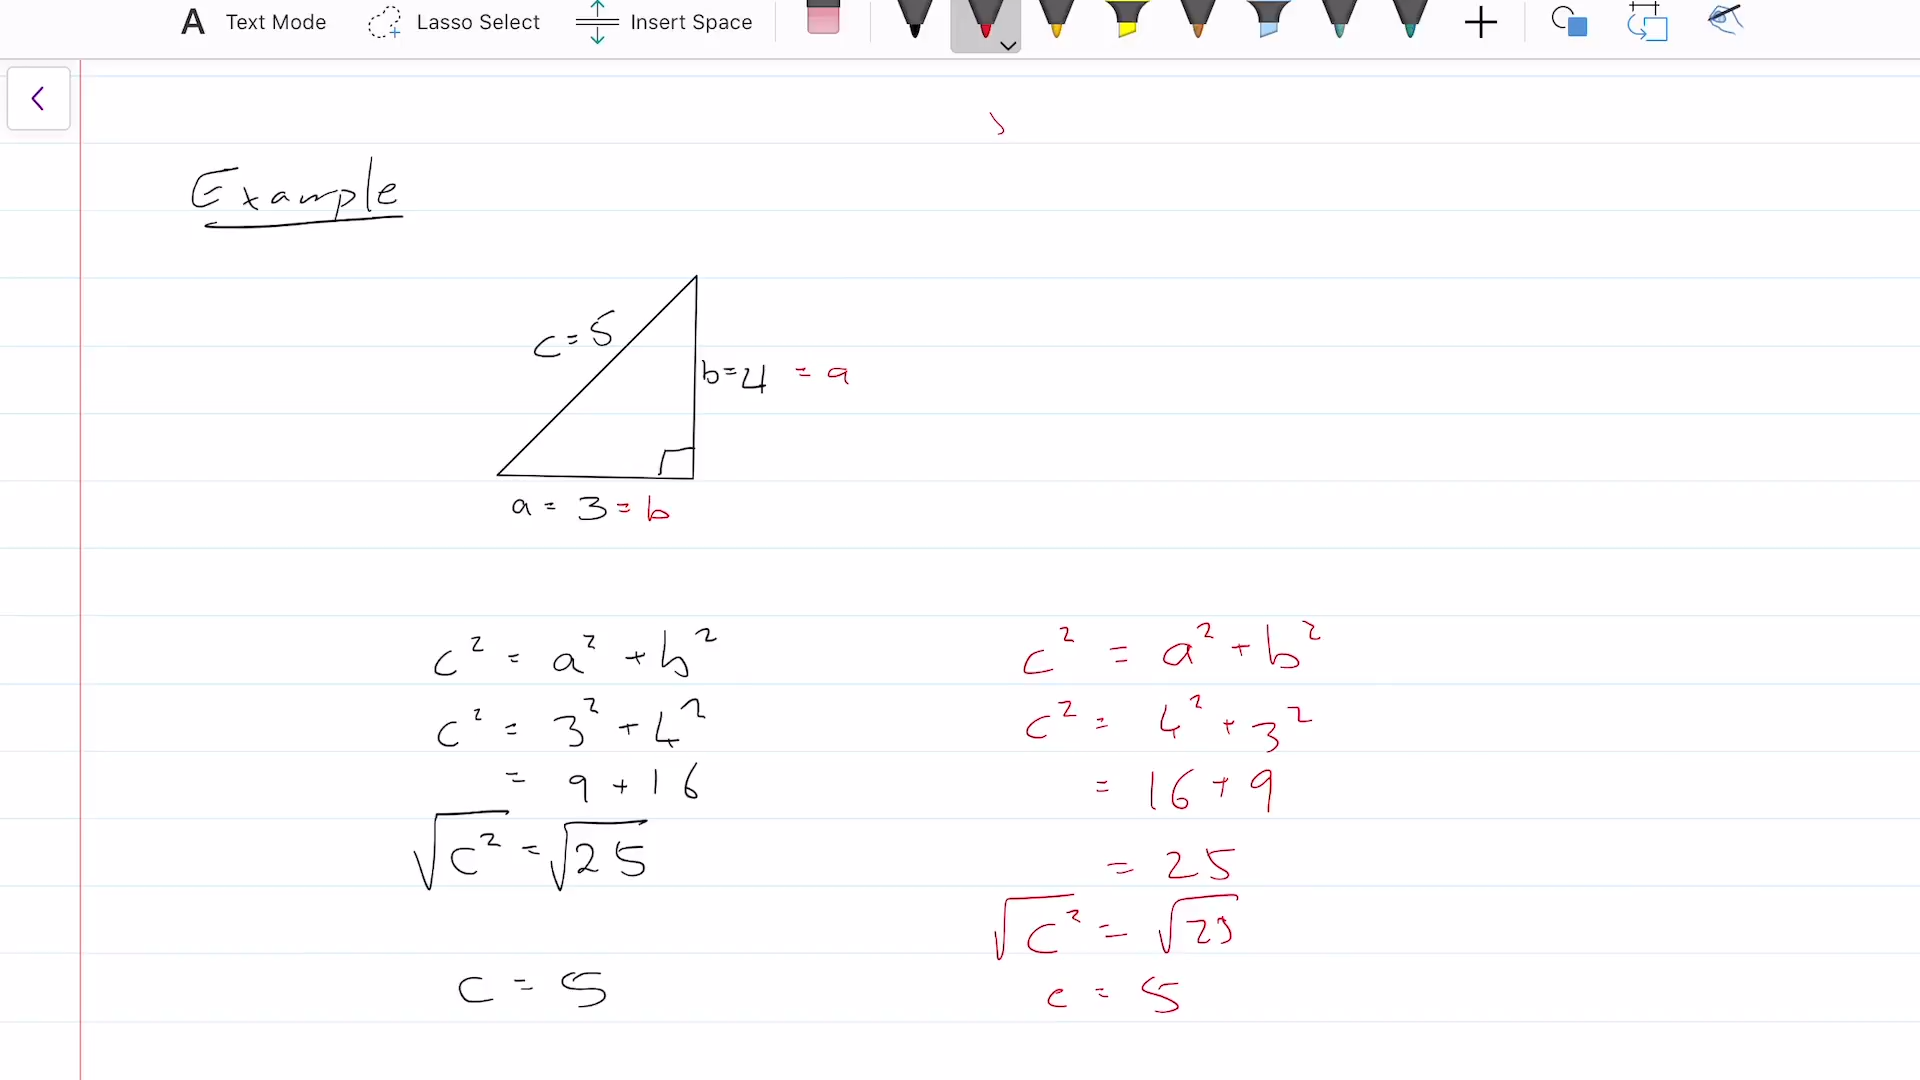 A Text Mode Lasso Select Insert Space
Example
c = 5
b = 4 = a
a = 3 = b
c² = a² + b²
c² = 3² + 4²
= 9 + 16
√c² = √25
c = 5
c² = a² + b²
c² = 4² + 3²
= 16 + 9
= 25
√c² = √25
c = 5